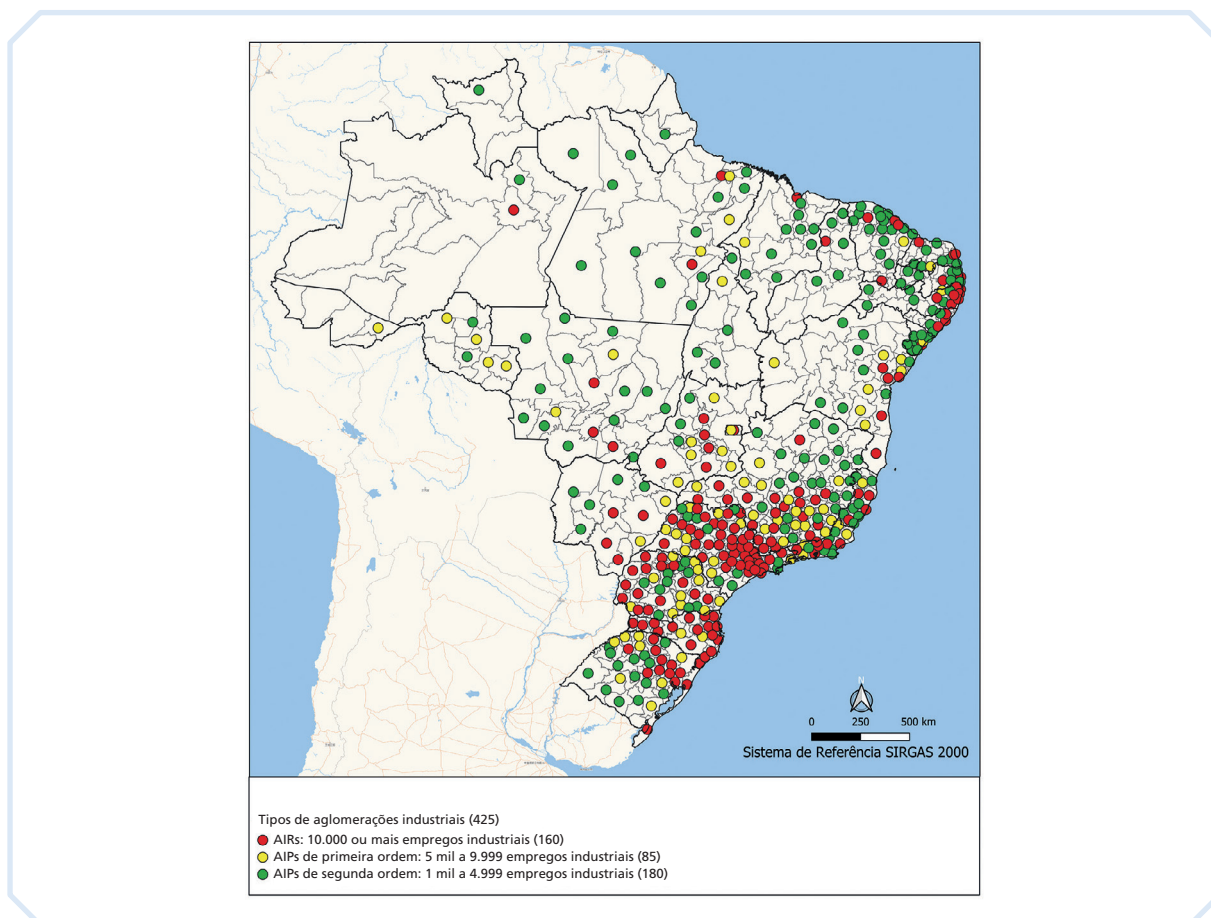 N
0 250 500 km
Sistema de Referência SIRGAS 2000
Tipos de aglomerações industriais (425)
AIRs: 10.000 ou mais empregos industriais (160)
AIPs de primeira ordem: 5 mil a 9.999 empregos industriais (85)
AIPs de segunda ordem: 1 mil a 4.999 empregos industriais (180)